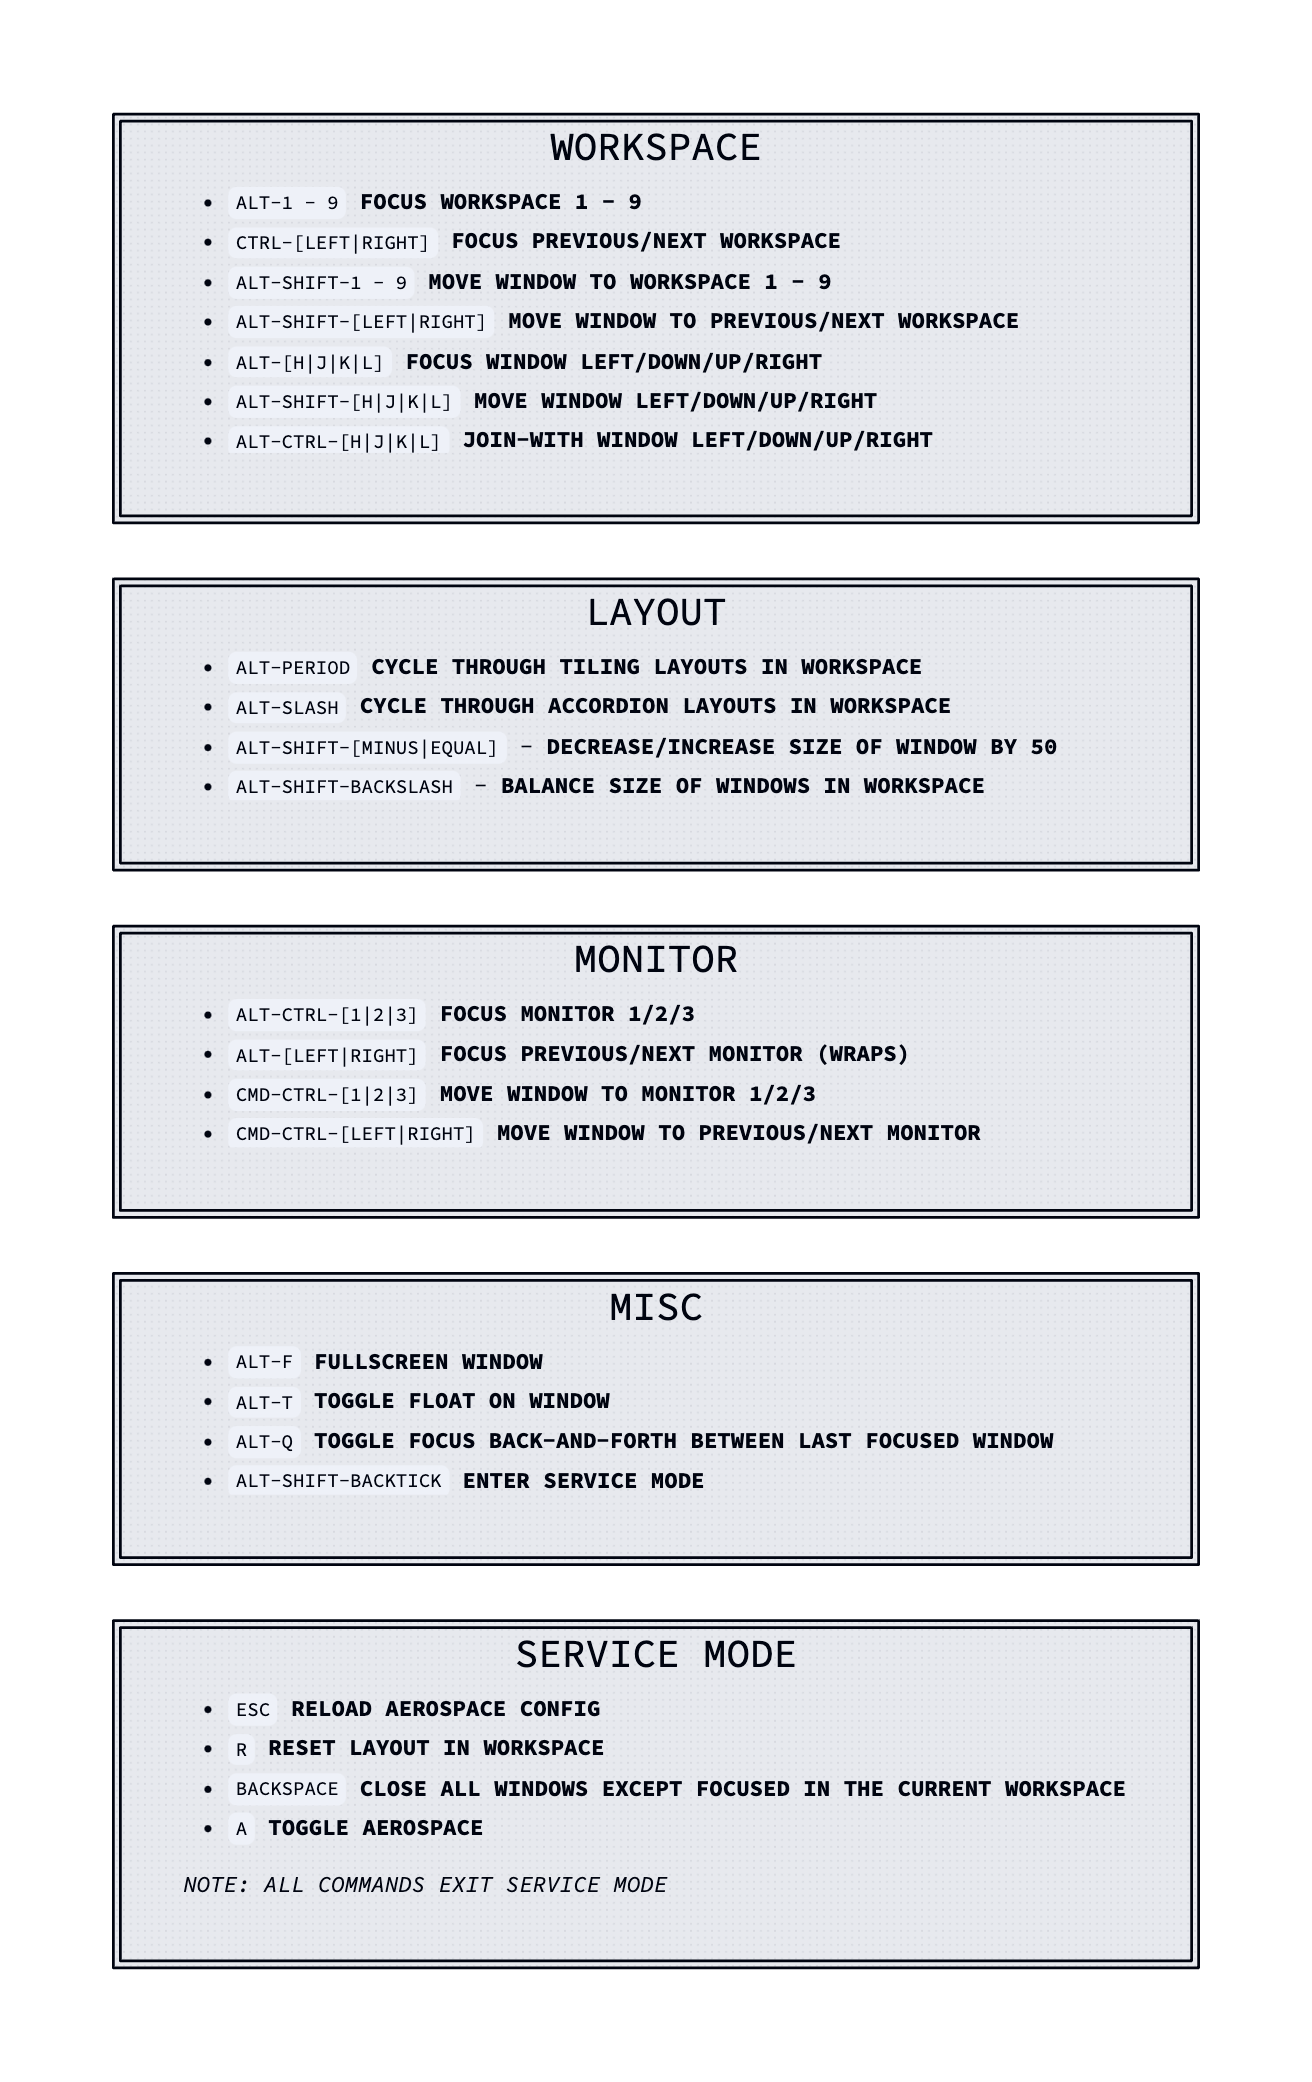 WORKSPACE
• ALT-1 - 9 FOCUS WORKSPACE 1 - 9
• CTRL-[LEFT|RIGHT] FOCUS PREVIOUS/NEXT WORKSPACE
• ALT-SHIFT-1 - 9 MOVE WINDOW TO WORKSPACE 1 - 9
• ALT-SHIFT-[LEFT|RIGHT] MOVE WINDOW TO PREVIOUS/NEXT WORKSPACE
• ALT-[H|J|K|L] FOCUS WINDOW LEFT/DOWN/UP/RIGHT
• ALT-SHIFT-[H|J|K|L] MOVE WINDOW LEFT/DOWN/UP/RIGHT
• ALT-CTRL-[H|J|K|L] JOIN-WITH WINDOW LEFT/DOWN/UP/RIGHT
LAYOUT
• ALT-PERIOD CYCLE THROUGH TILING LAYOUTS IN WORKSPACE
• ALT-SLASH CYCLE THROUGH ACCORDION LAYOUTS IN WORKSPACE
• ALT-SHIFT-[MINUS|EQUAL] - DECREASE/INCREASE SIZE OF WINDOW BY 50
• ALT-SHIFT-BACKSLASH - BALANCE SIZE OF WINDOWS IN WORKSPACE
MONITOR
• ALT-CTRL-[1|2|3] FOCUS MONITOR 1/2/3
• ALT-[LEFT|RIGHT] FOCUS PREVIOUS/NEXT MONITOR (WRAPS)
• CMD-CTRL-[1|2|3] MOVE WINDOW TO MONITOR 1/2/3
• CMD-CTRL-[LEFT|RIGHT] MOVE WINDOW TO PREVIOUS/NEXT MONITOR
MISC
• ALT-F FULLSCREEN WINDOW
• ALT-T TOGGLE FLOAT ON WINDOW
• ALT-Q TOGGLE FOCUS BACK-AND-FORTH BETWEEN LAST FOCUSED WINDOW
• ALT-SHIFT-BACKTICK ENTER SERVICE MODE
SERVICE MODE
• ESC RELOAD AEROSPACE CONFIG
• R RESET LAYOUT IN WORKSPACE
• BACKSPACE CLOSE ALL WINDOWS EXCEPT FOCUSED IN THE CURRENT WORKSPACE
• A TOGGLE AEROSPACE
NOTE: ALL COMMANDS EXIT SERVICE MODE